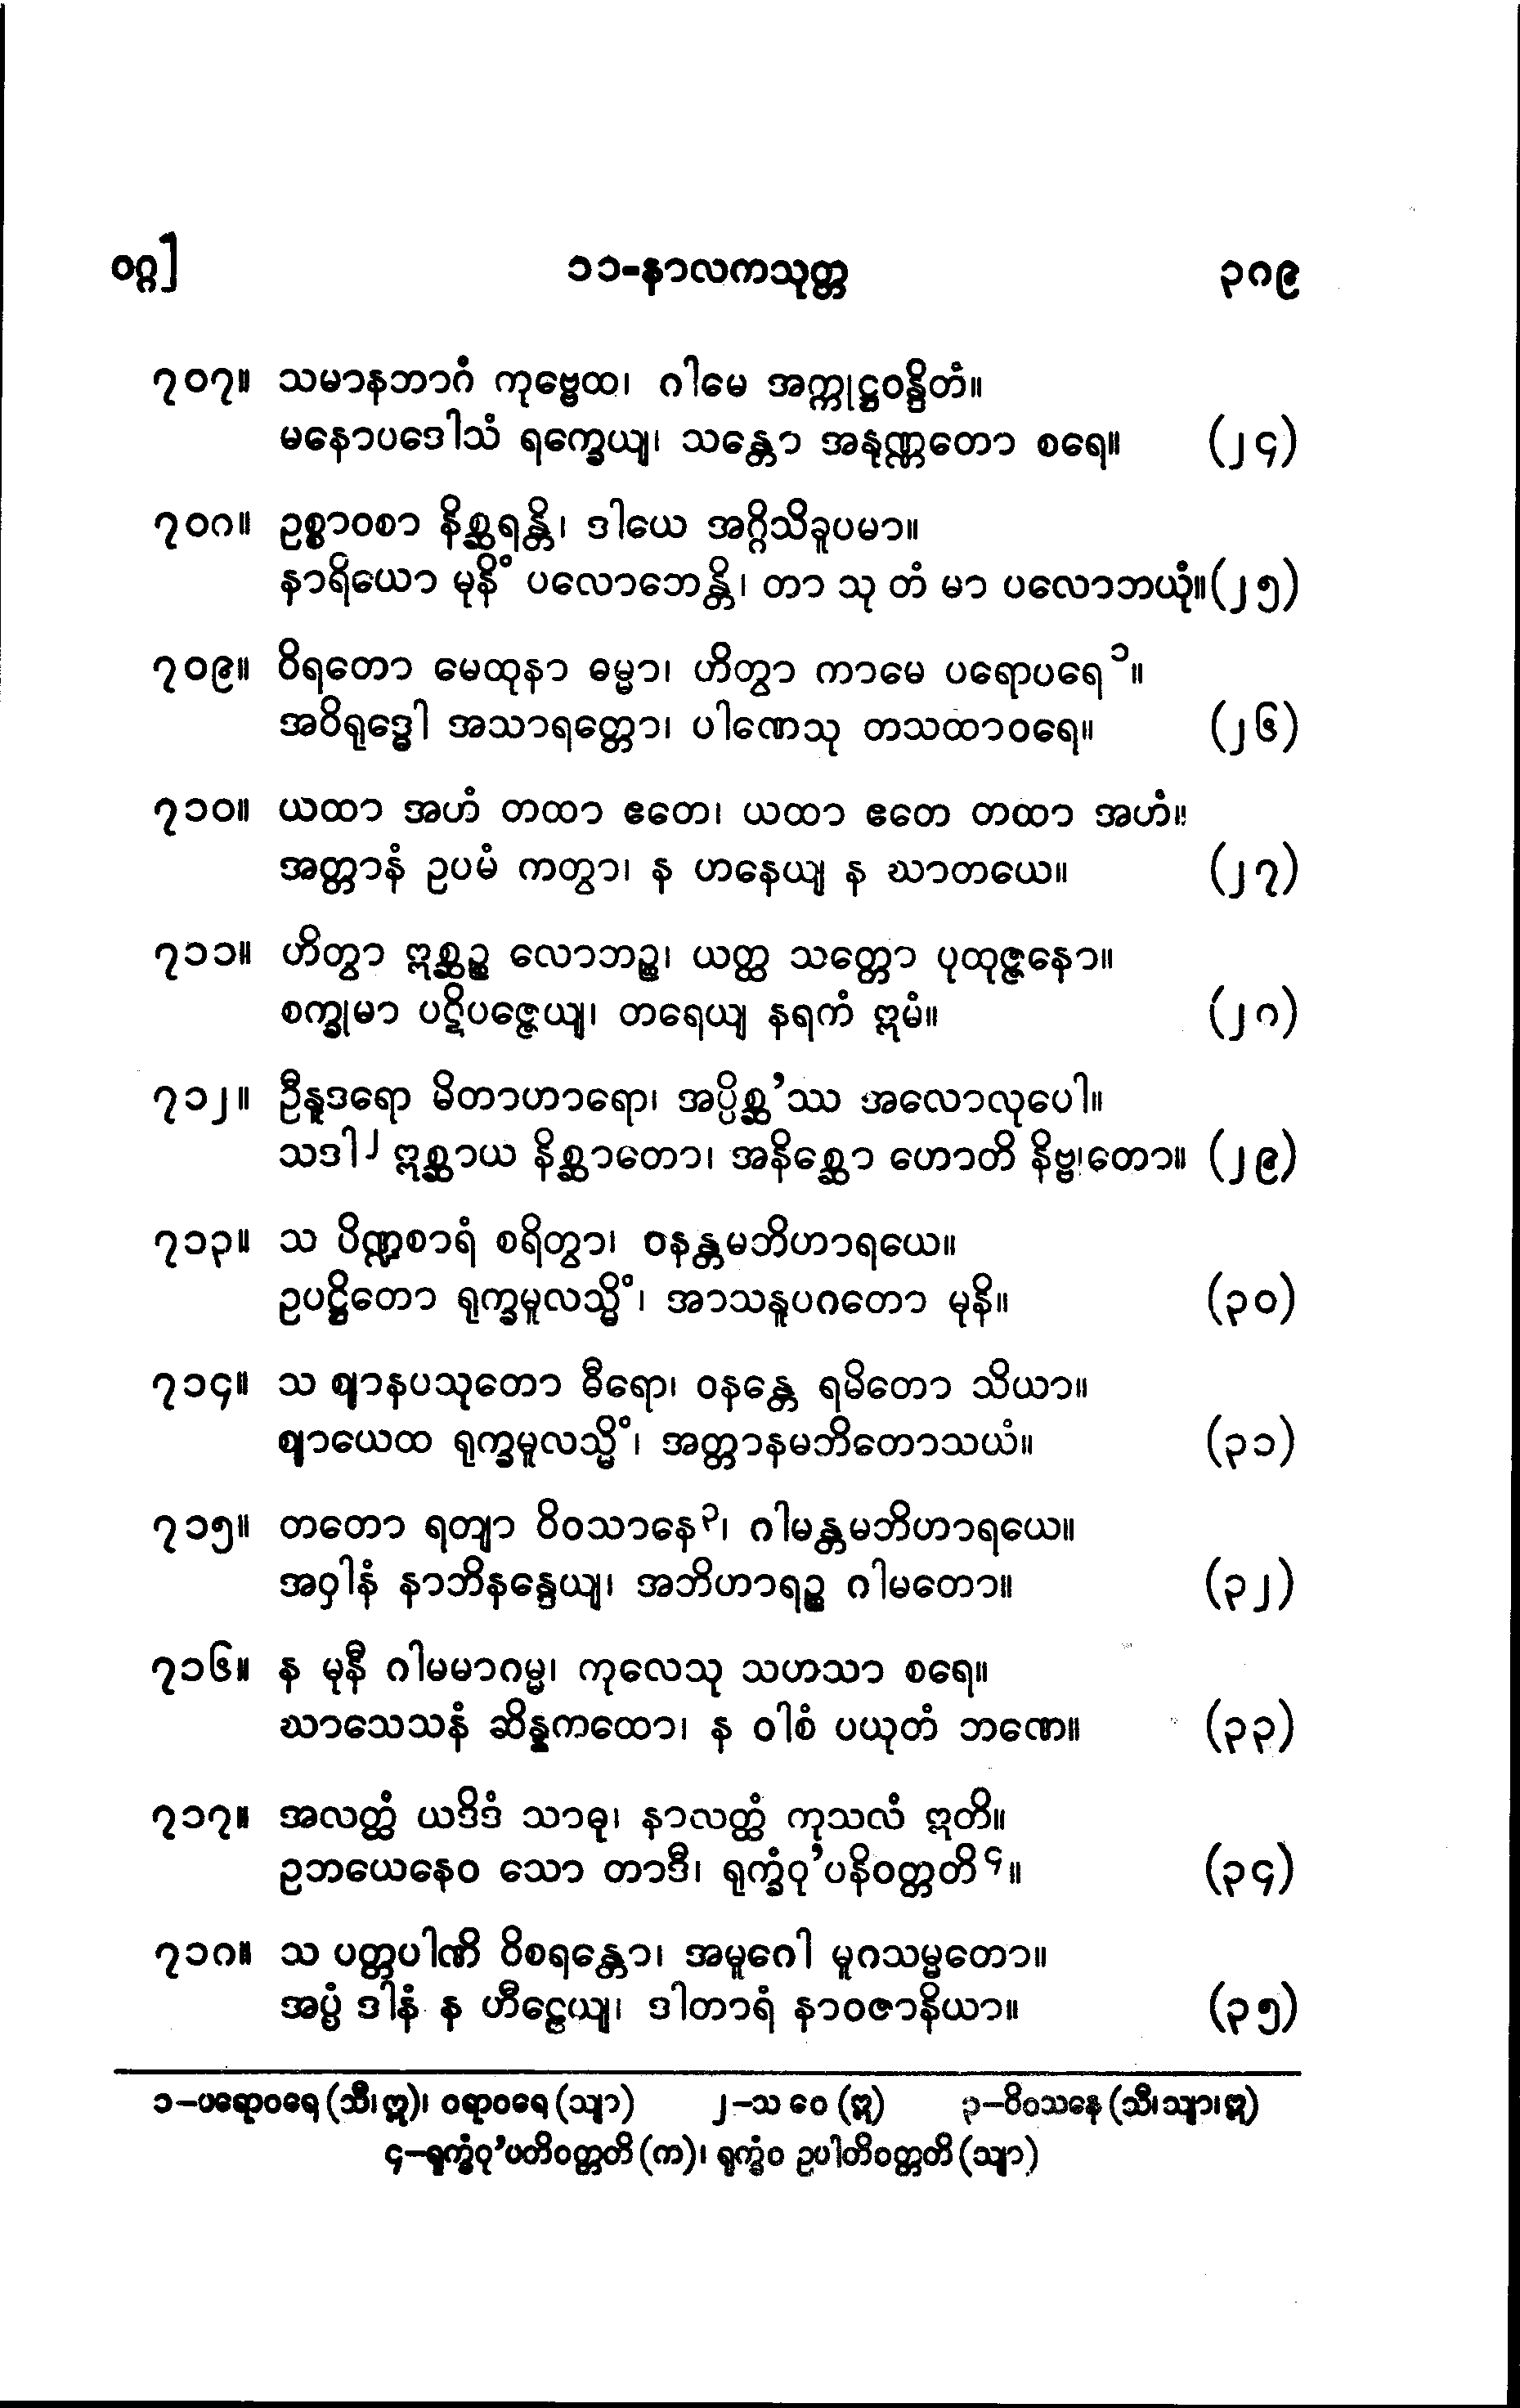 ဝဂ္ဂ] ၁၁-နာလကသုတ္တ ၃၈၉
၇၀၇။ သမာနဘာဂံ ကုဗ္ဗေထ၊ ဂါမေ အက္ကုဋ္ဌဝန္ဒိတံ။
မနောပဒေါသံ ရက္ခေယျ၊ သန္တော အနုဏ္ဏတော စရေ။ (၂၄)
၇၀၈။ ဥစ္စာဝစာ နိစ္ဆရန္တိ၊ ဒါယေ အဂ္ဂိသိခူပမာ။
နာရိယော မုနိံ ပလောဘေန္တိ၊ တာ သု တံ မာ ပလောဘယုံ။ (၂၅)
၇၀၉။ ဝိရတော မေထုနာ ဓမ္မာ၊ ဟိတွာ ကာမေ ပရောပရေ ၁။
အဝိရုဒ္ဓေါ အသာရတ္တော၊ ပါဏေသု တသထာဝရေ။ (၂၆)
၇၁၀။ ယထာ အဟံ တထာ ဧတေ၊ ယထာ ဧတေ တထာ အဟံ။
အတ္တာနံ ဥပမံ ကတွာ၊ န ဟနေယျ န ဃာတယေ။ (၂၇)
၇၁၁။ ဟိတွာ ဣစ္ဆဉ္စ လောဘဉ္စ၊ ယတ္ထ သတ္တော ပုထုဇ္ဇနော။
စက္ခုမာ ပဋိပဇ္ဇေယျ၊ တရေယျ နရကံ ဣမံ။ (၂၈)
၇၁၂။ ဦနူဒရော မိတာဟာရော၊ အပ္ပိစ္ဆ’ဿ အလောလုပေါ။
သဒါ ၂ ဣစ္ဆာယ နိစ္ဆာတော၊ အနိစ္ဆော ဟောတိ နိဗ္ဗုတော။ (၂၉)
၇၁၃။ သ ပိဏ္ဍစာရံ စရိတွာ၊ ဝနန္တမဘိဟာရယေ။
ဥပဋ္ဌိတော ရုက္ခမူလသ္မိံ၊ အာသနူပဂတော မုနိ။ (၃၀)
၇၁၄။ သ ဈာနပသုတော ဓီရော၊ ဝနန္တေ ရမိတော သိယာ။
ဈာယေထ ရုက္ခမူလသ္မိံ၊ အတ္တာနမဘိတောသယံ။ (၃၁)
၇၁၅။ တတော ရတျာ ဝိဝသာနေ ၃၊ ဂါမန္တမဘိဟာရယေ။
အဝှါနံ နာဘိနန္ဒေယျ၊ အဘိဟာရဉ္စ ဂါမတော။ (၃၂)
၇၁၆။ န မုနီ ဂါမမာဂမ္မ၊ ကုလေသု သဟသာ စရေ။
ဃာသေသနံ ဆိန္နကထော၊ န ဝါစံ ပယုတံ ဘဏေ။ (၃၃)
၇၁၇။ အလတ္ထံ ယဒိဒံ သာဓု၊ နာလတ္ထံ ကုသလံ ဣတိ။
ဥဘယေနေဝ သော တာဒီ၊ ရုက္ခံဝု’ပနိဝတ္တတိ ၄။ (၃၄)
၇၁၈။ သ ပတ္တပါဏိ ဝိစရန္တော၊ အမူဂေါ မူဂသမ္မတော။
အပ္ပံ ဒါနံ န ဟီဠေယျ၊ ဒါတာရံ နာဝဇာနိယာ။ (၃၅)
၁-ပရောဝရေ (သီ၊ ဣ)၊ ဝရာဝရေ (သျာ) ၂-သ ဝေ (ဣ) ၃-ဝိဝသနေ (သီ၊ သျာ၊ ဣ)
၄-ရုက္ခံဝု’ပတိဝတ္တတိ (က)၊ ရုက္ခံဝ ဥပါတိဝတ္တတိ (သျာ)